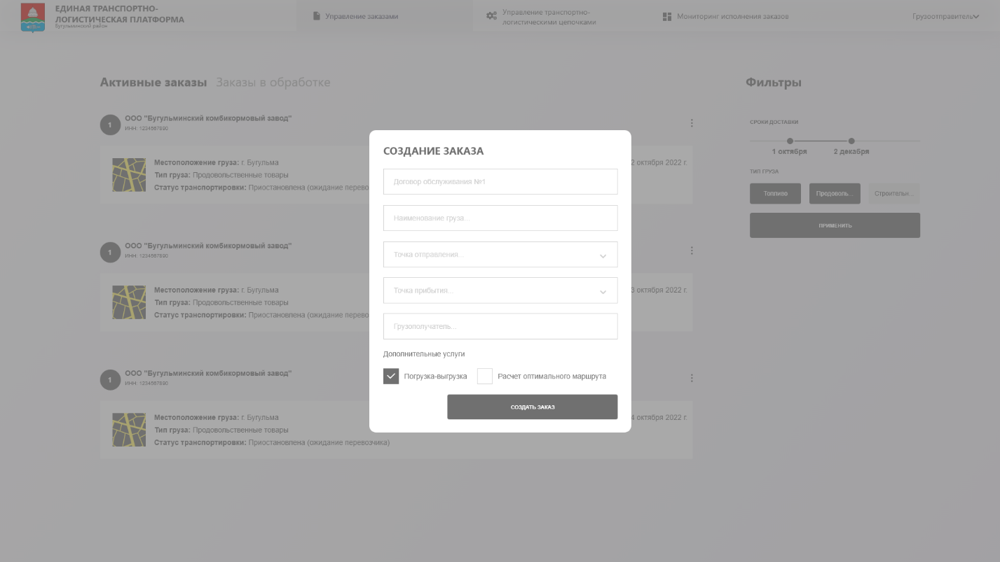 ЕДИНАЯ ТРАНСПОРТНО-
ЛОГИСТИЧЕСКАЯ ПЛАТФОРМА
Бугульминский район
Управление заказами
Управление транспортно-
логистическими цепочками
Мониторинг исполнения заказов
Грузоотправитель
Активные заказы Заказы в обработке
Фильтры
1
ООО "Бугульминский комбикормовый завод"
ИНН: 1234567890
Местоположение груза: г. Бугульма
2 октября 2022 г.
Тип груза: Продовольственные товары
Статус транспортировки: Приостановлена (ожидание перево
1
ООО "Бугульминский комбикормовый завод"
ИНН: 1234567890
Местоположение груза: г. Бугульма
3 октября 2022 г.
Тип груза: Продовольственные товары
Статус транспортировки: Приостановлена (ожидание перево
1
ООО "Бугульминский комбикормовый завод"
ИНН: 1234567890
Местоположение груза: г. Бугульма
4 октября 2022 г.
Тип груза: Продовольственные товары
Статус транспортировки: Приостановлена (ожидание перевозчика)
СОЗДАНИЕ ЗАКАЗА
Договор обслуживания №1
Наименование груза...
Точка отправления...
Точка прибытия...
Грузополучатель...
Дополнительные услуги
Погрузка-выгрузка
Расчет оптимального маршрута
СОЗДАТЬ ЗАКАЗ
СРОКИ ДОСТАВКИ
1 октября 2 декабря
ТИП ГРУЗА
Топливо
Продоволь...
Строительн...
ПРИМЕНИТЬ